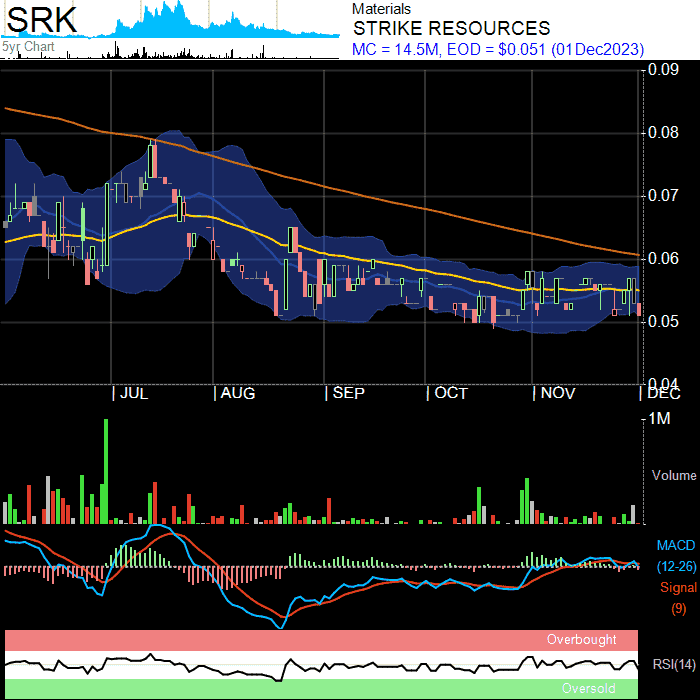 SRK
5yr Chart
Materials
STRIKE RESOURCES
MC = 14.5M, EOD = $0.051 (01Dec2023)
0.09
0.08
0.07
0.06
0.05
0.04
| JUL | AUG | SEP | OCT | NOV | DEC
1M
Volume
MACD
(12-26)
Signal
(9)
Overbought
RSI(14)
Oversold